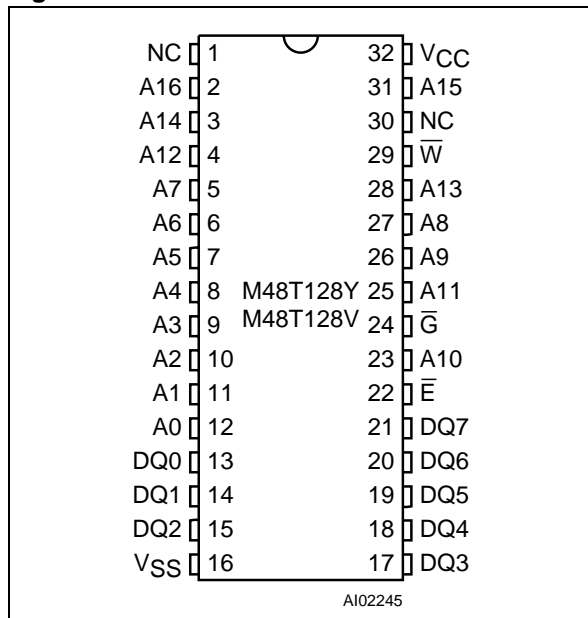 NC 1 32 VCC
A16 2 31 A15
A14 3 30 NC
A12 4 29 W̅
A7 5 28 A13
A6 6 27 A8
A5 7 26 A9
A4 8 M48T128Y 25 A11
A3 9 M48T128V 24 G̅
A2 10 23 A10
A1 11 22 E̅
A0 12 21 DQ7
DQ0 13 20 DQ6
DQ1 14 19 DQ5
DQ2 15 18 DQ4
VSS 16 17 DQ3
AI02245